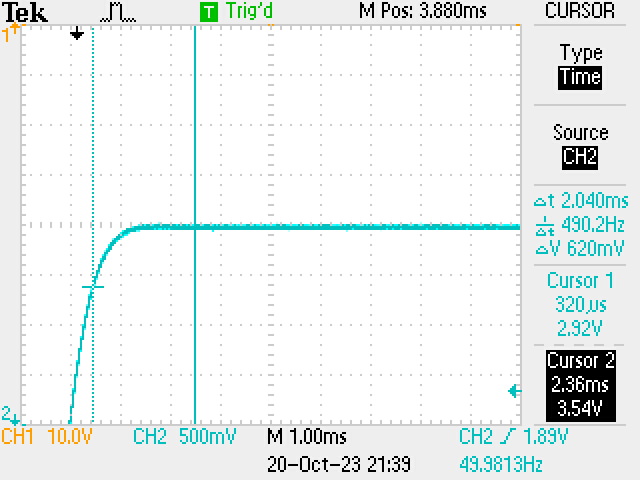 Tek T Trig'd M Pos: 3.880ms CURSOR
1
Type
Time
Source
CH2
Δt 2.040ms
1/Δt 490.2Hz
ΔV 620mV
Cursor 1
320µs
2.92V
Cursor 2
2.36ms
3.54V
2
CH1 10.0V CH2 500mV M 1.00ms CH2 / 1.89V
20-Oct-23 21:39 49.9813Hz